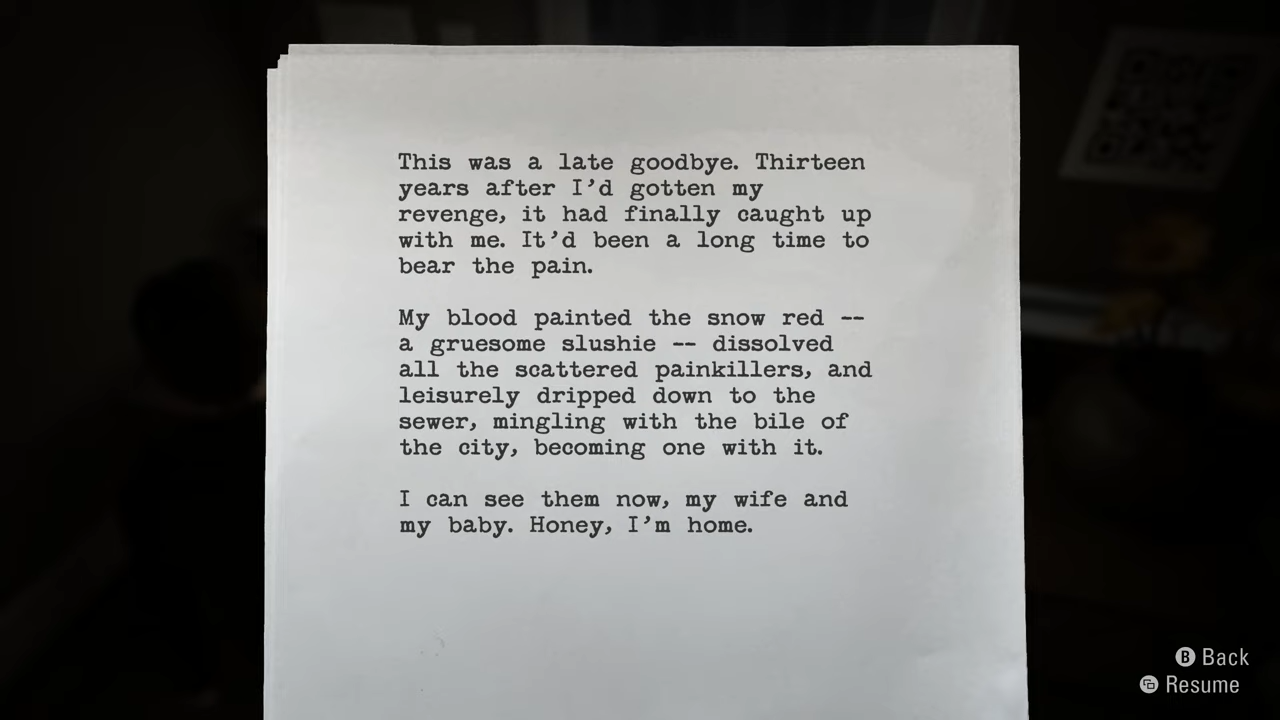 This was a late goodbye. Thirteen
years after I'd gotten my
revenge, it had finally caught up
with me. It'd been a long time to
bear the pain.
My blood painted the snow red --
a gruesome slushie -- dissolved
all the scattered painkillers, and
leisurely dripped down to the
sewer, mingling with the bile of
the city, becoming one with it.
I can see them now, my wife and
my baby. Honey, I'm home.
B Back
Resume